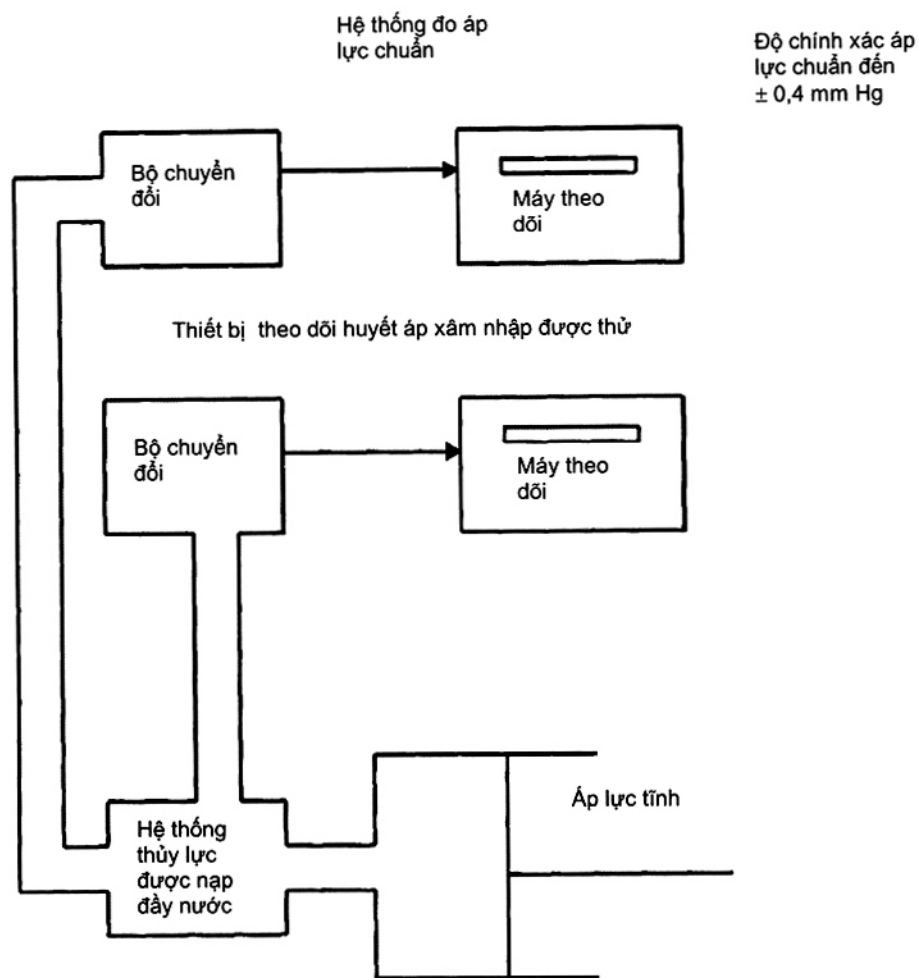 Hệ thống đo áp
lực chuẩn
Độ chính xác áp
lực chuẩn đến
± 0,4 mm Hg
Bộ chuyển
đổi
Máy theo
dõi
Thiết bị theo dõi huyết áp xâm nhập được thử
Bộ chuyển
đổi
Máy theo
dõi
Áp lực tĩnh
Hệ thống
thủy lực
được nạp
đầy nước